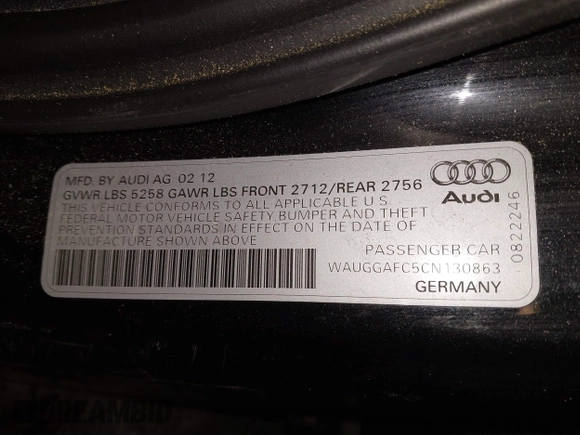 MFD. BY AUDI AG 02 12
GVWR LBS 5258 GAWR LBS FRONT 2712/REAR 2756
THIS VEHICLE CONFORMS TO ALL APPLICABLE U.S.
FEDERAL MOTOR VEHICLE SAFETY, BUMPER AND THEFT
PREVENTION STANDARDS IN EFFECT ON THE DATE OF
MANUFACTURE SHOWN ABOVE
Audi
0822246
PASSENGER CAR
WAUGGAFC5CN130863
GERMANY